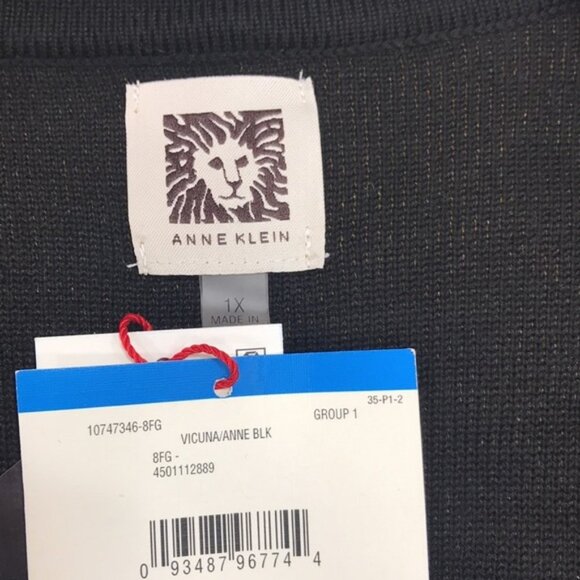 ANNE KLEIN
1X
MADE IN
35-P1-2
10747346-8FG
GROUP 1
VICUNA/ANNE BLK
8FG -
4501112889
0 93487 96774 4